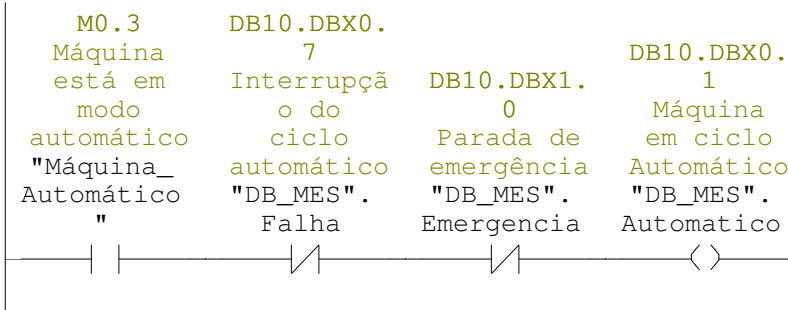 M0.3
Máquina
está em
modo
automático
"Máquina_
Automático
"
DB10.DBX0.
7
Interrupçã
o do
ciclo
automático
"DB_MES".
Falha
DB10.DBX1.
0
Parada de
emergência
"DB_MES".
Emergencia
DB10.DBX0.
1
Máquina
em ciclo
Automático
"DB_MES".
Automatico